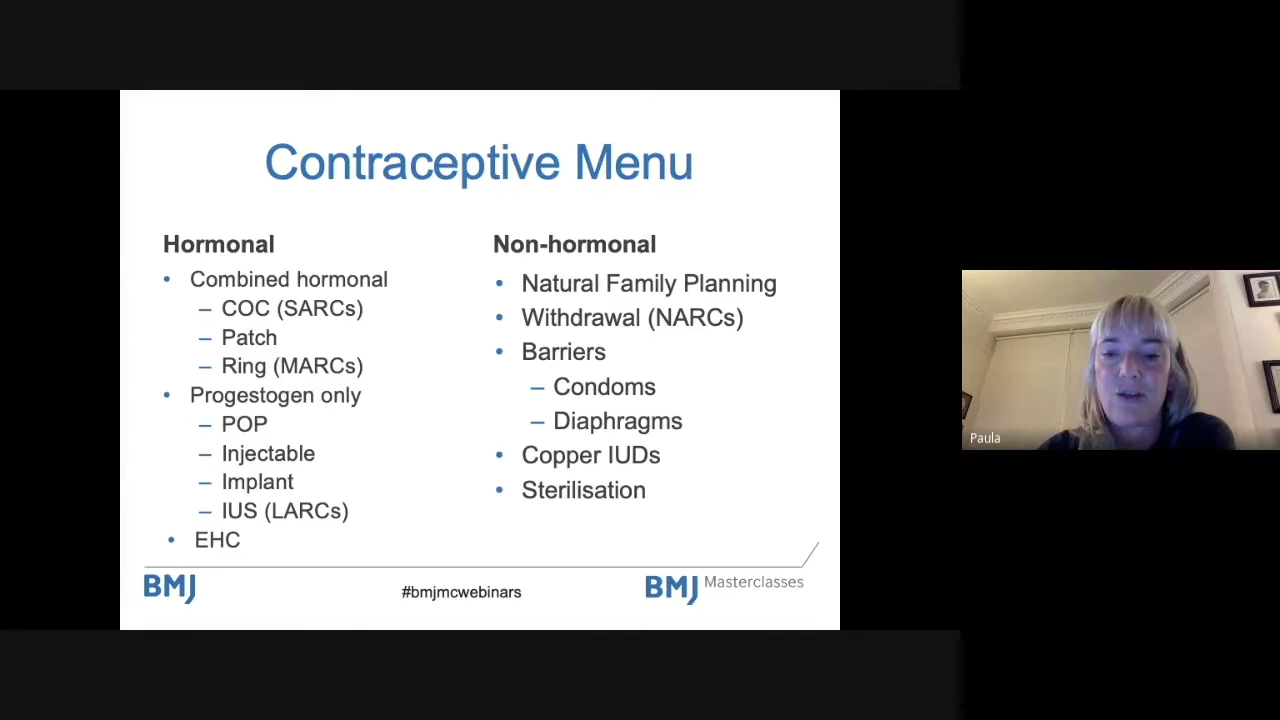 Contraceptive Menu
Hormonal
• Combined hormonal
– COC (SARCs)
– Patch
– Ring (MARCs)
• Progestogen only
– POP
– Injectable
– Implant
– IUS (LARCs)
• EHC
Non-hormonal
• Natural Family Planning
• Withdrawal (NARCs)
• Barriers
– Condoms
– Diaphragms
• Copper IUDs
• Sterilisation
BMJ
#bmjmcwebinars
BMJ Masterclasses
Paula